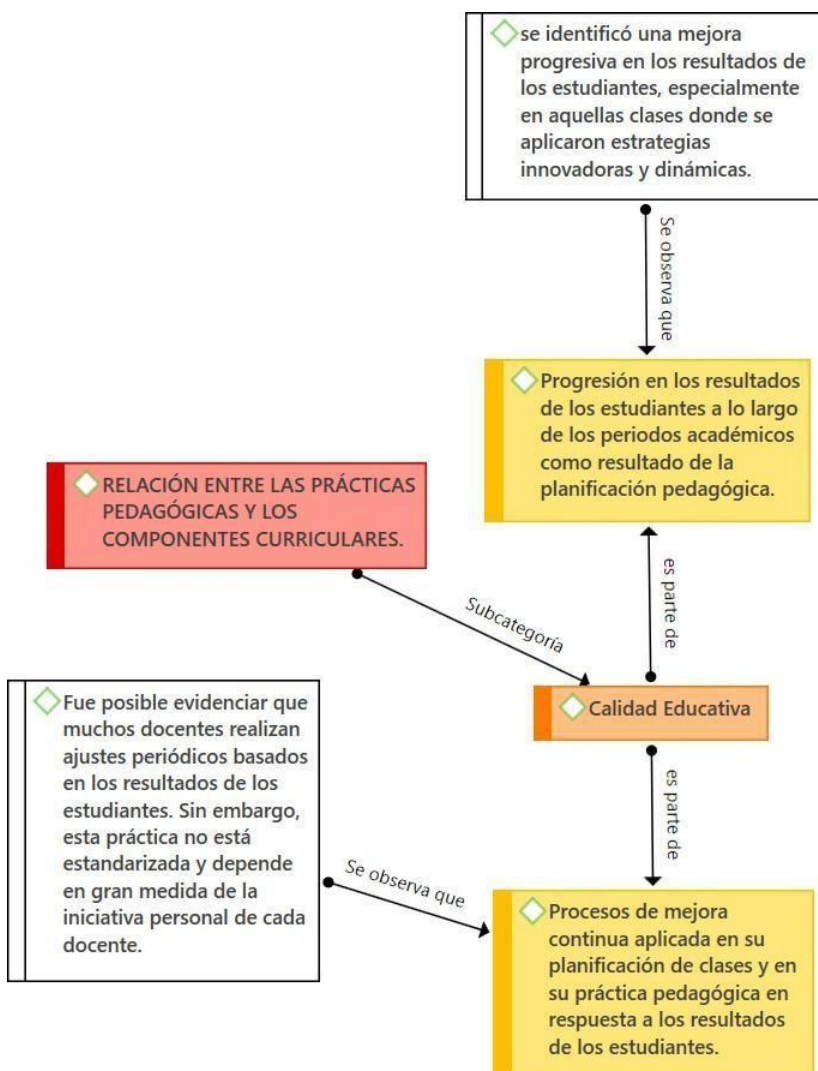 se identificó una mejora
progresiva en los resultados de
los estudiantes, especialmente
en aquellas clases donde se
aplicaron estrategias
innovadoras y dinámicas.
Se observa que
Progresión en los resultados
de los estudiantes a lo largo
de los periodos académicos
como resultado de la
planificación pedagógica.
RELACIÓN ENTRE LAS PRÁCTICAS
PEDAGÓGICAS Y LOS
COMPONENTES CURRICULARES.
es parte de
Subcategoría
Calidad Educativa
Fue posible evidenciar que
muchos docentes realizan
ajustes periódicos basados
en los resultados de los
estudiantes. Sin embargo,
esta práctica no está
estandarizada y depende
en gran medida de la
iniciativa personal de cada
docente.
es parte de
Se observa que
Procesos de mejora
continua aplicada en su
planificación de clases y en
su práctica pedagógica en
respuesta a los resultados
de los estudiantes.